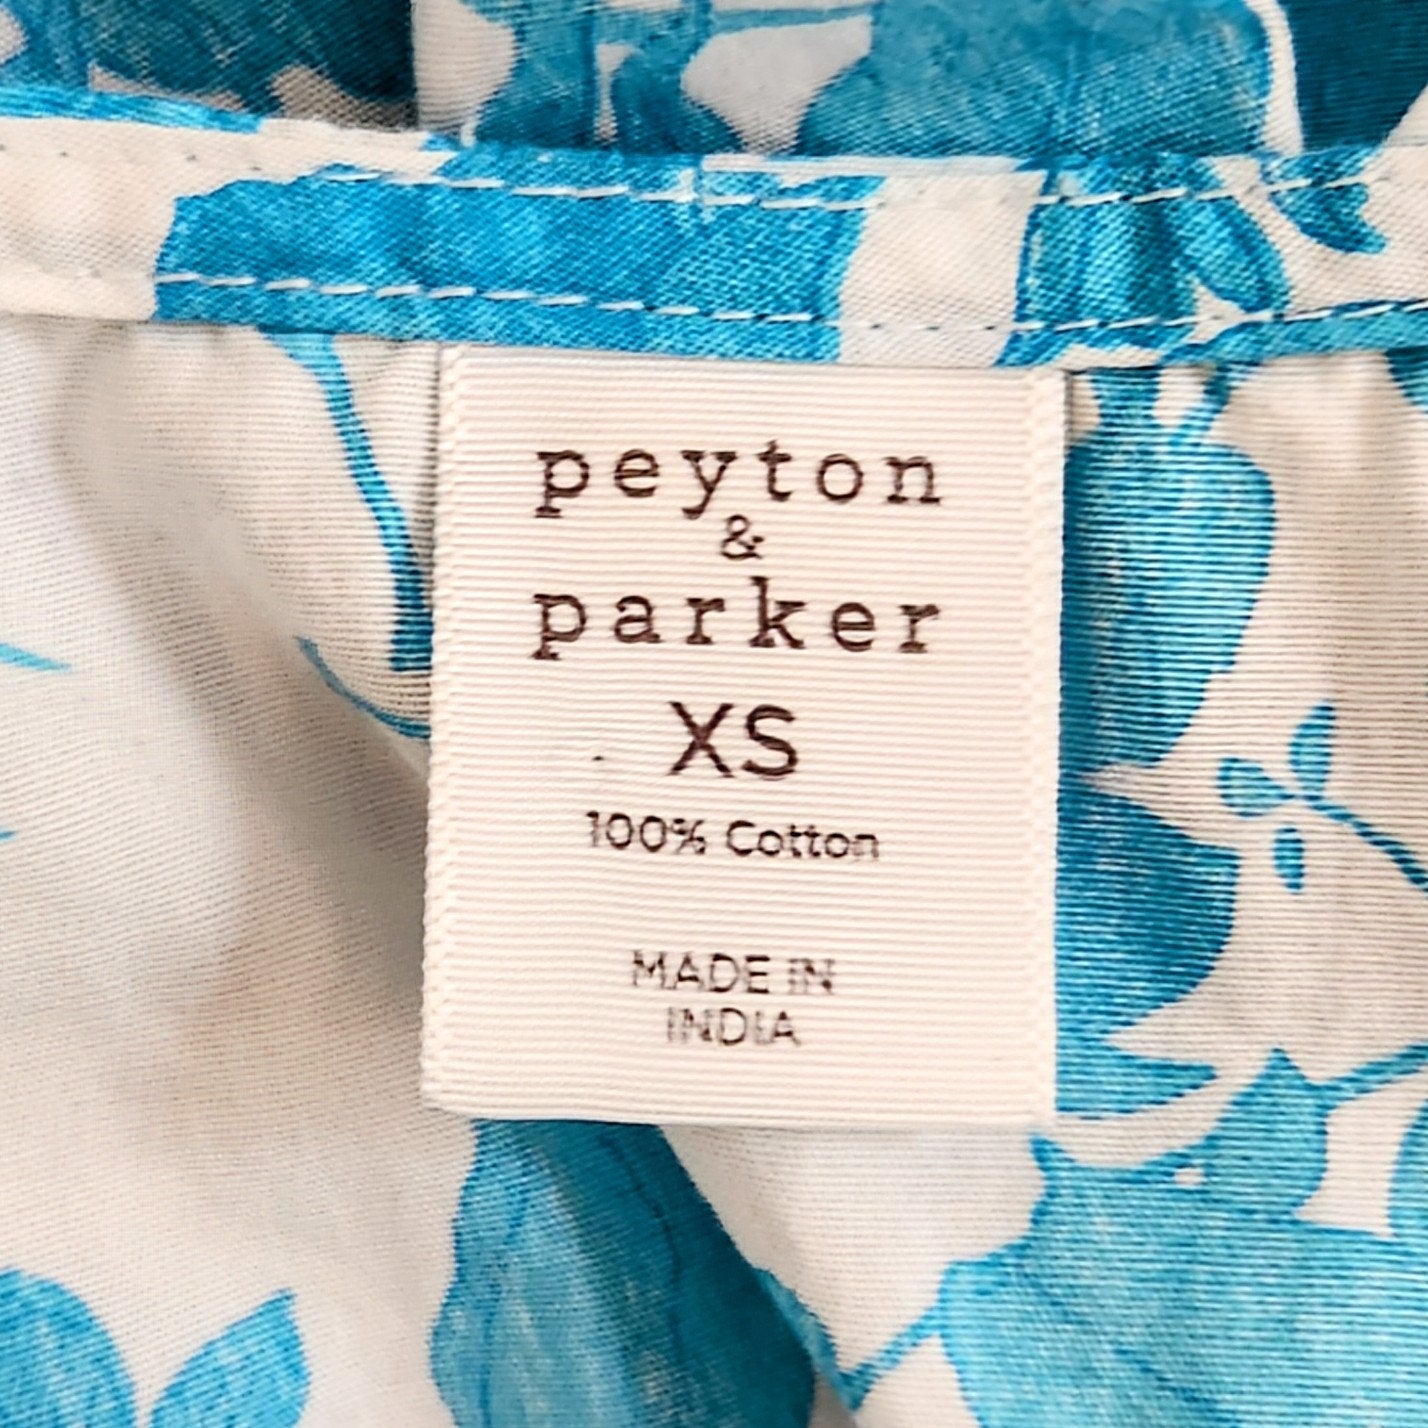 peyton
&
parker
XS
100% Cotton
MADE IN
INDIA